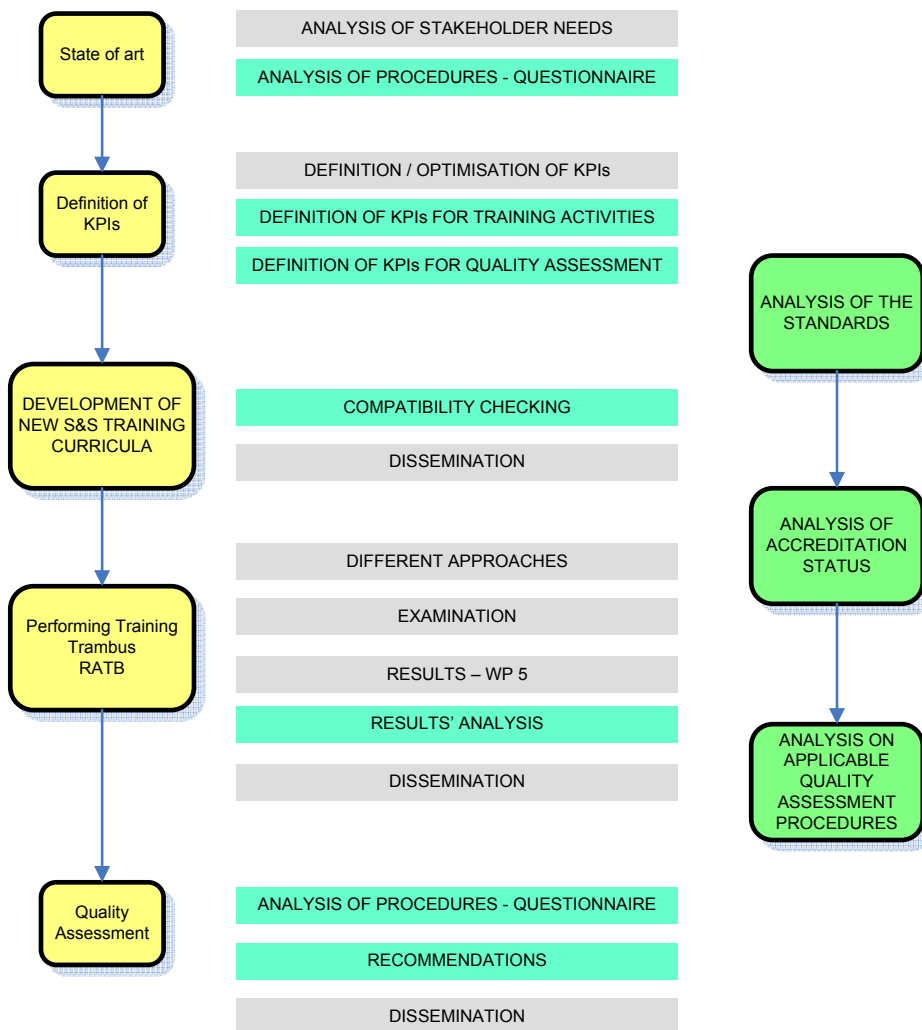 State of art
ANALYSIS OF STAKEHOLDER NEEDS
ANALYSIS OF PROCEDURES - QUESTIONNAIRE
Definition of
KPIs
DEFINITION / OPTIMISATION OF KPIs
DEFINITION OF KPIs FOR TRAINING ACTIVITIES
DEFINITION OF KPIs FOR QUALITY ASSESSMENT
DEVELOPMENT OF
NEW S&S TRAINING
CURRICULA
COMPATIBILITY CHECKING
DISSEMINATION
Performing Training
Trambus
RATB
DIFFERENT APPROACHES
EXAMINATION
RESULTS – WP 5
RESULTS' ANALYSIS
DISSEMINATION
Quality
Assessment
ANALYSIS OF PROCEDURES - QUESTIONNAIRE
RECOMMENDATIONS
DISSEMINATION
ANALYSIS OF THE
STANDARDS
ANALYSIS OF
ACCREDITATION
STATUS
ANALYSIS ON
APPLICABLE
QUALITY
ASSESSMENT
PROCEDURES